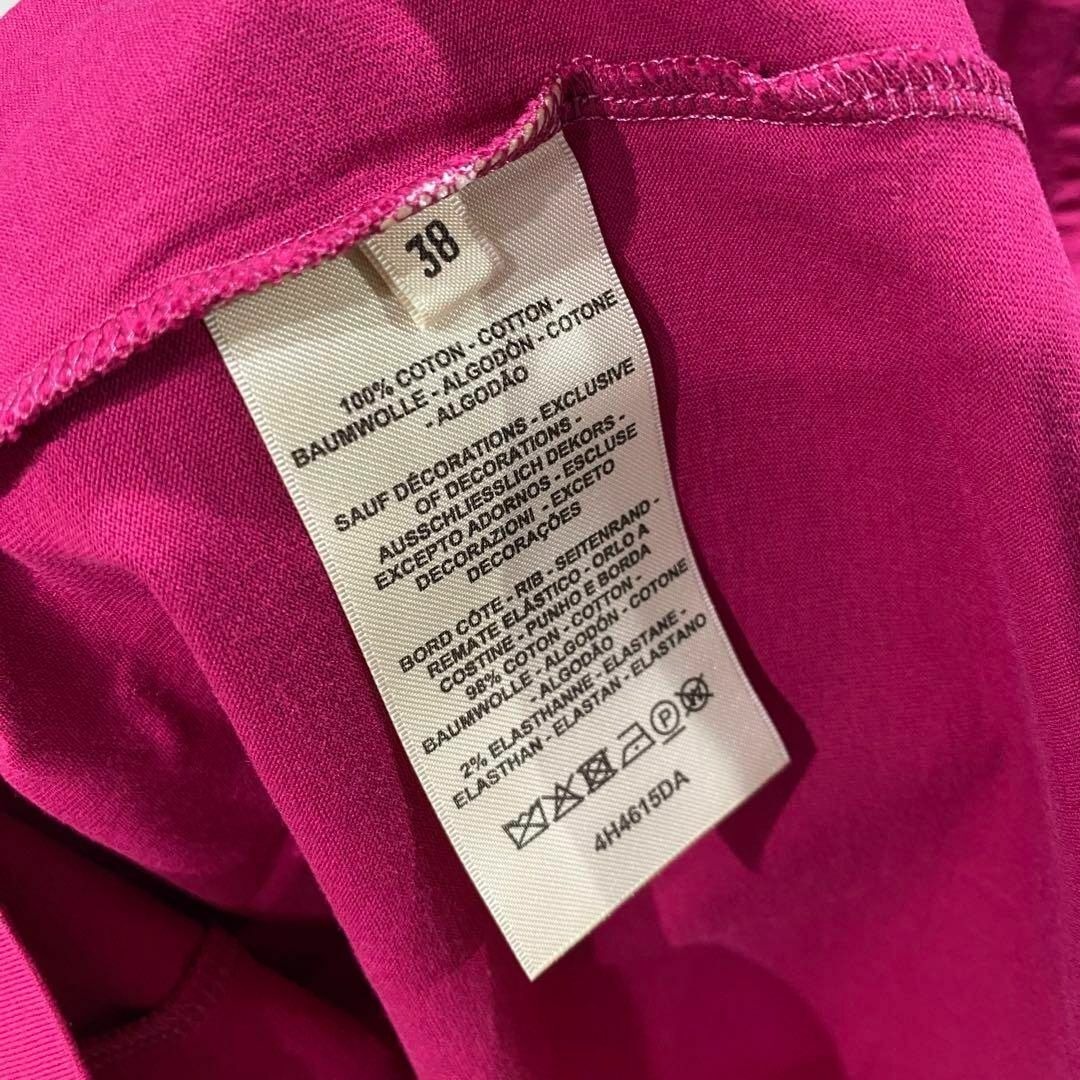 38
100% COTON - COTTON -
BAUMWOLLE - ALGODÓN - COTONE
- ALGODÃO
SAUF DÉCORATIONS - EXCLUSIVE
OF DECORATIONS -
AUSSCHLIESSLICH DEKORS -
EXCEPTO ADORNOS - ESCLUSE
DECORAZIONI - EXCETO
DECORAÇÕES
BORD CÔTE - RIB - SEITENRAND -
REMATE ELÁSTICO - ORLO A
COSTINE - PUNHO E BORDA
98% COTON - COTTON -
BAUMWOLLE - ALGODÓN - COTONE
- ALGODÃO
2% ELASTHANNE - ELASTANE -
ELASTHAN - ELASTAN - ELASTANO
P
4H4615DA